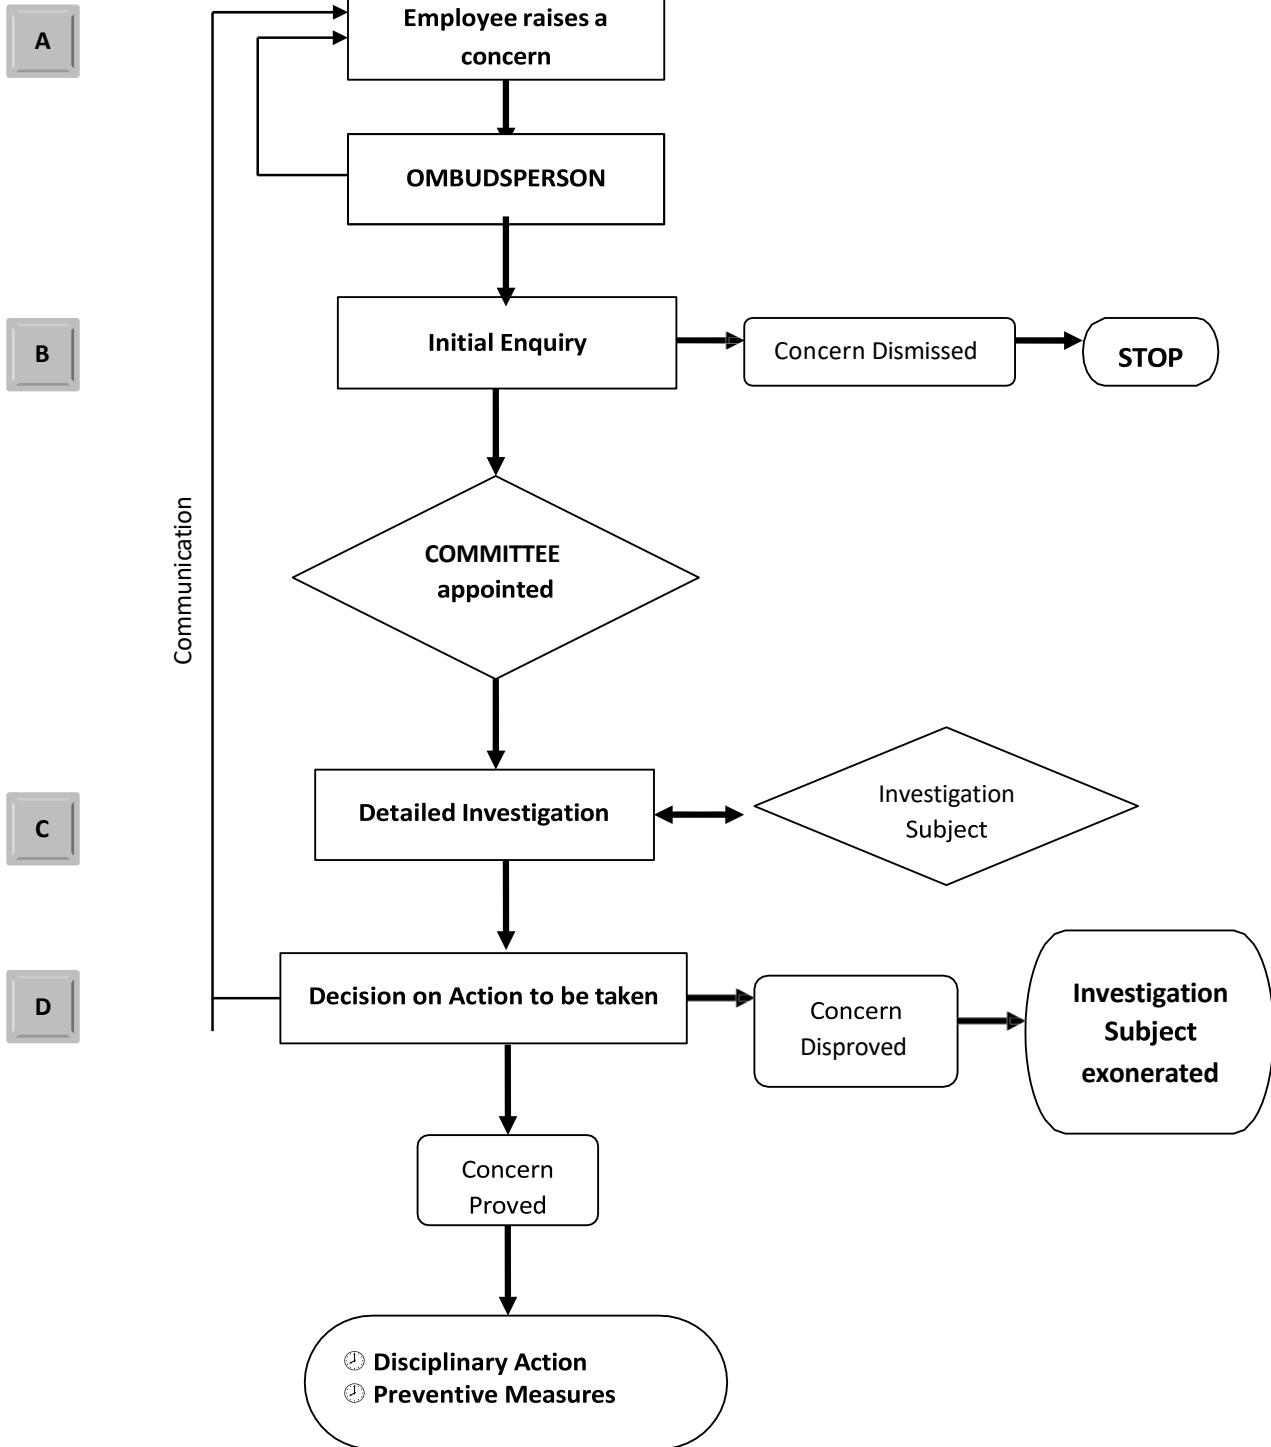 A
Employee raises a
concern
OMBUDSPERSON
B
Initial Enquiry
Concern Dismissed
STOP
COMMITTEE
appointed
Communication
C
Detailed Investigation
Investigation
Subject
D
Decision on Action to be taken
Concern
Disproved
Investigation
Subject
exonerated
Concern
Proved
Disciplinary Action
Preventive Measures